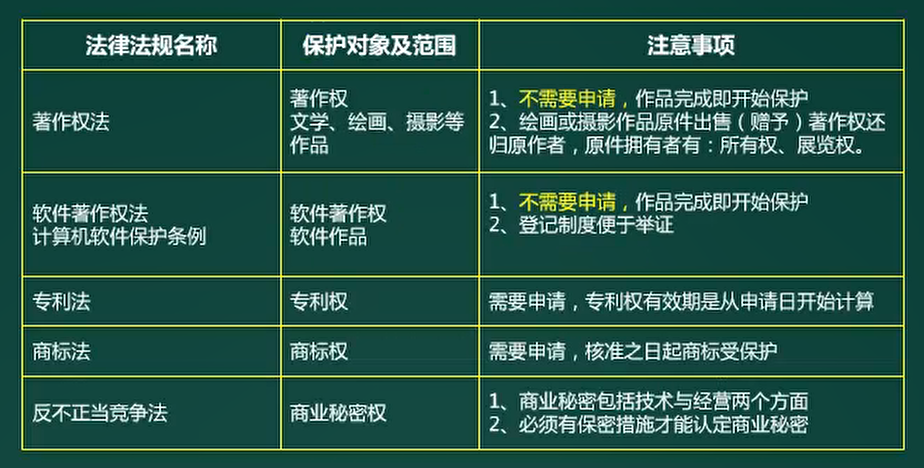 法律法规名称
保护对象及范围
注意事项
著作权法
著作权
文学、绘画、摄影等
作品
1、不需要申请，作品完成即开始保护
2、绘画或摄影作品原件出售（赠予）著作权还
归原作者，原件拥有者有：所有权、展览权。
软件著作权法
计算机软件保护条例
软件著作权
软件作品
1、不需要申请，作品完成即开始保护
2、登记制度便于举证
专利法
专利权
需要申请，专利权有效期是从申请日开始计算
商标法
商标权
需要申请，核准之日起商标受保护
反不正当竞争法
商业秘密权
1、商业秘密包括技术与经营两个方面
2、必须有保密措施才能认定商业秘密